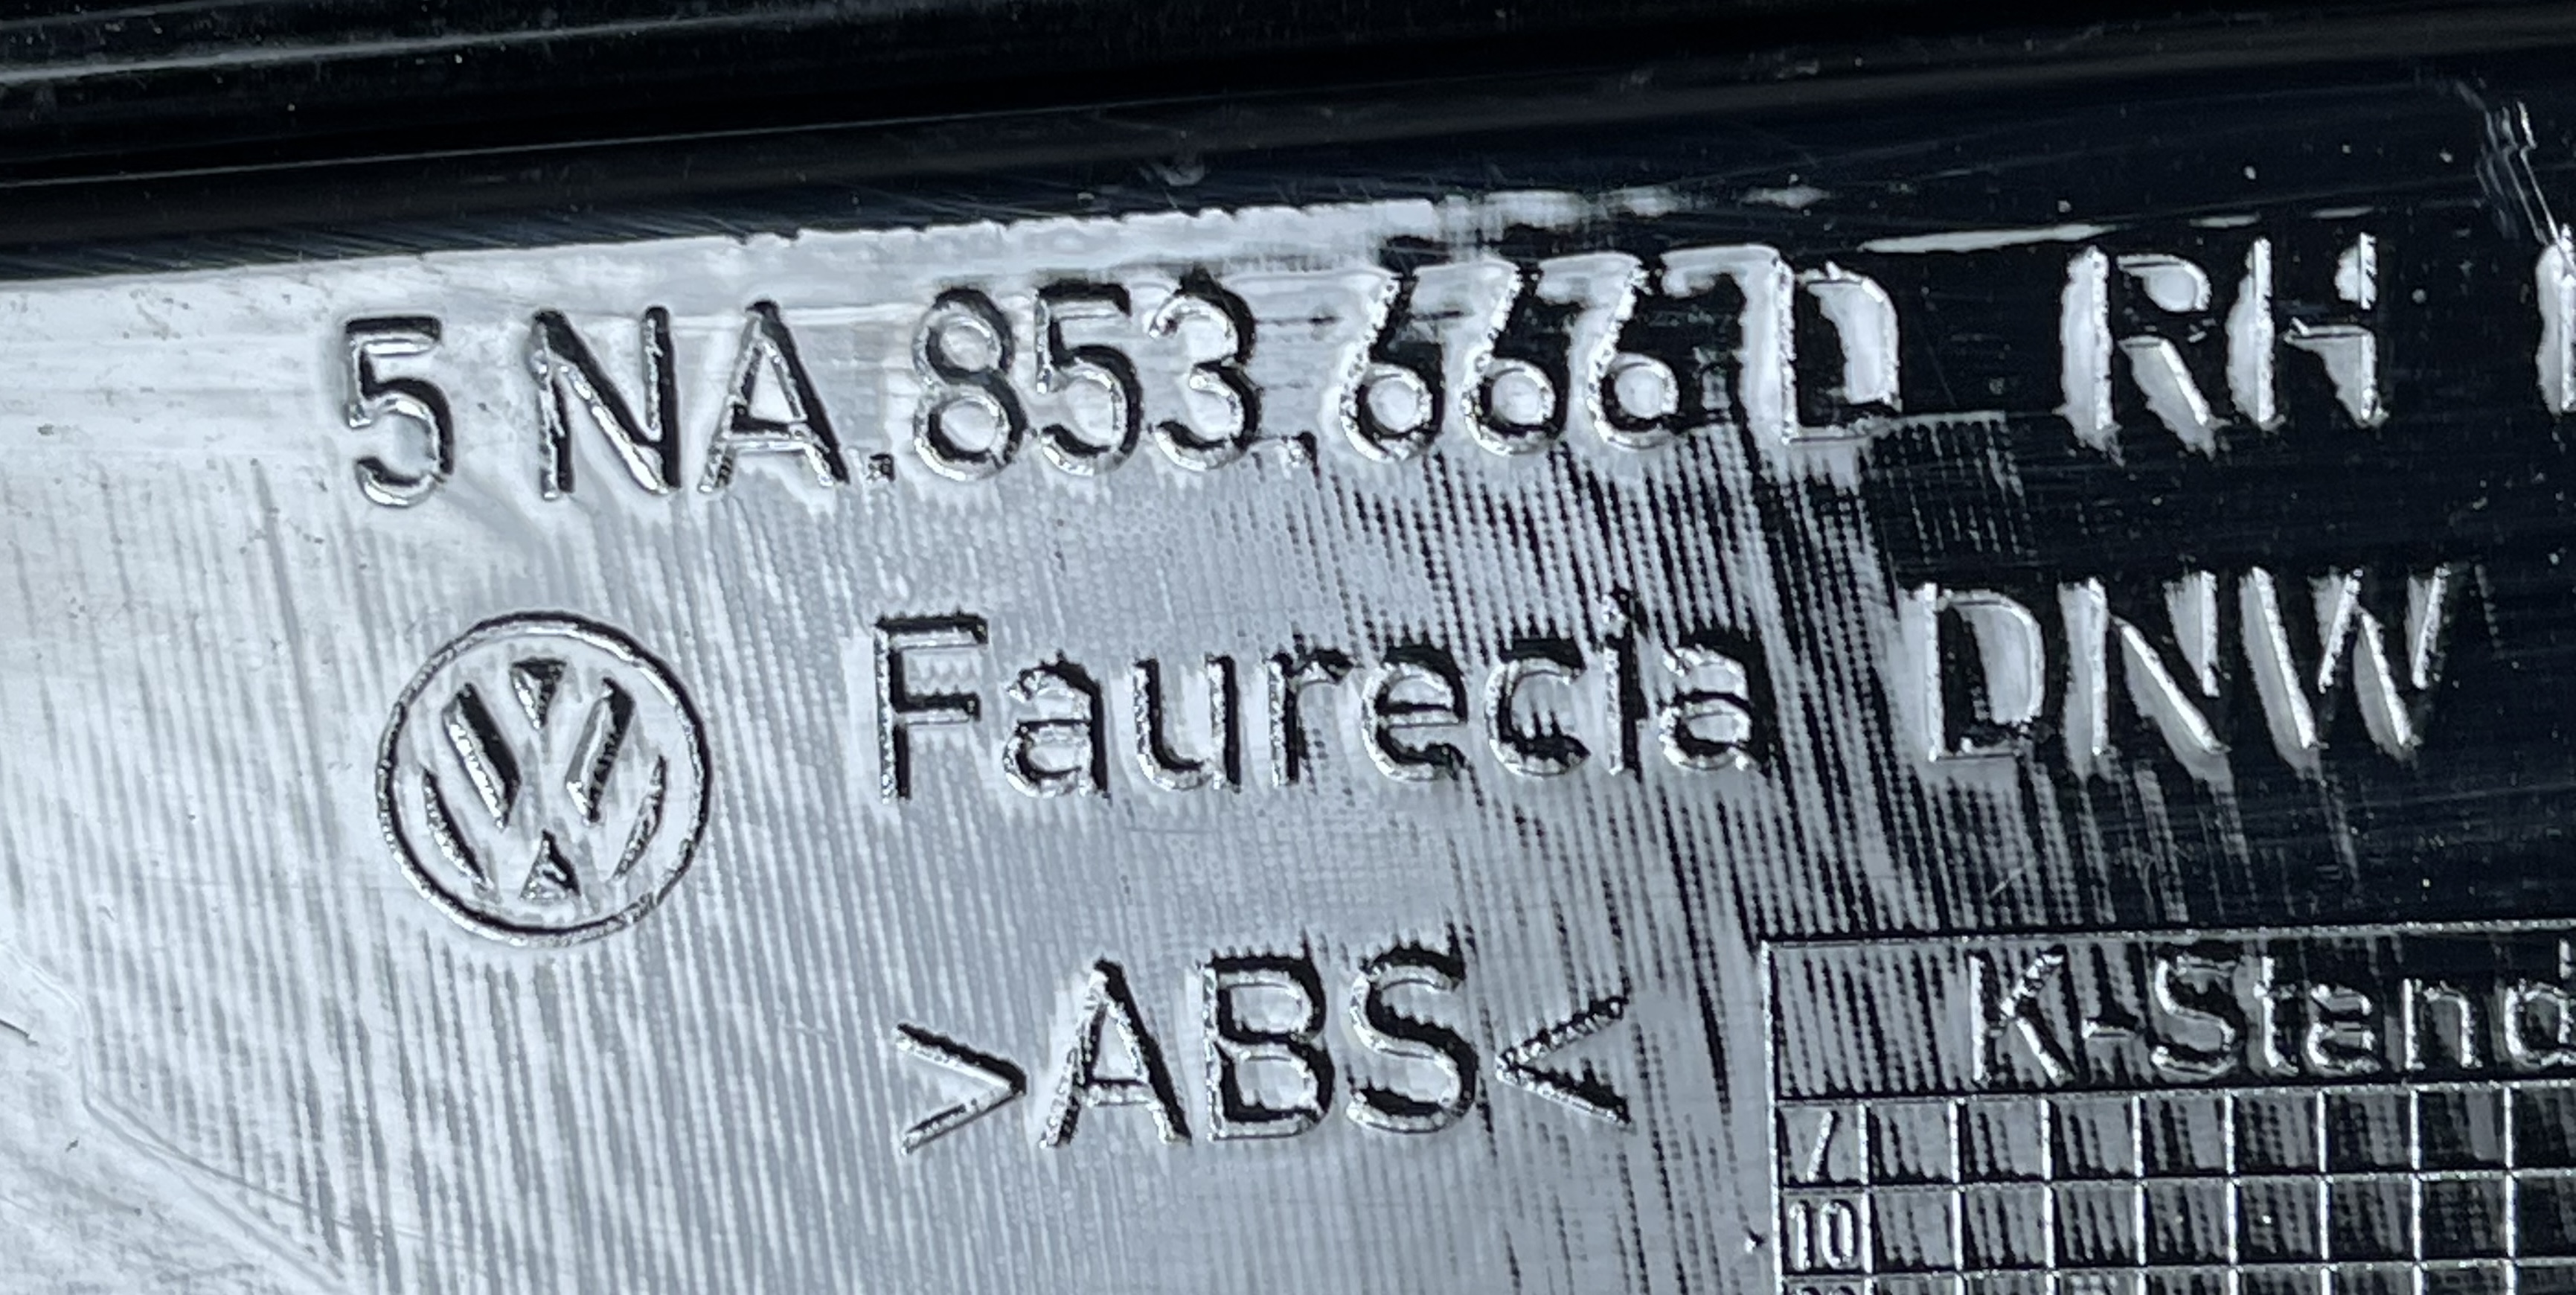 5NA.853.666 D RH
Faurecia DNW
>ABS<
K-Stand
7
10